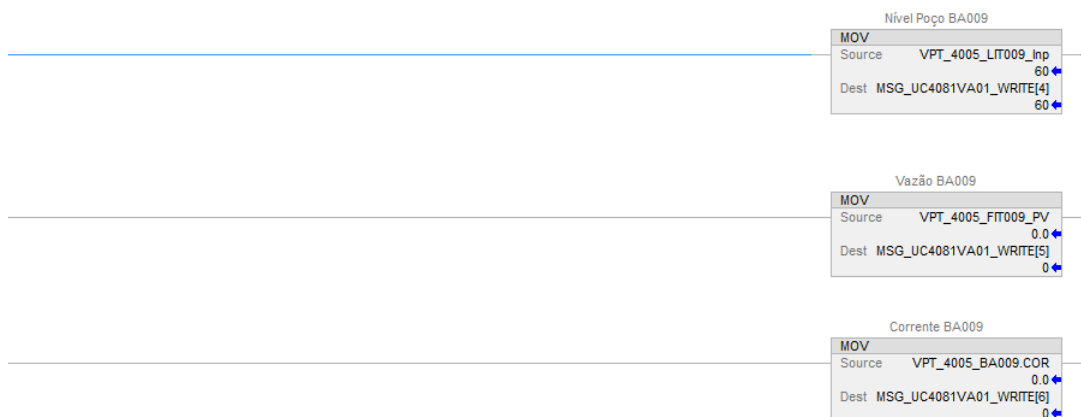 Nível Poço BA009
MOV
Source VPT_4005_LIT009_Inp
60
Dest MSG_UC4081VA01_WRITE[4]
60
Vazão BA009
MOV
Source VPT_4005_FIT009_PV
0.0
Dest MSG_UC4081VA01_WRITE[5]
0
Corrente BA009
MOV
Source VPT_4005_BA009.COR
0.0
Dest MSG_UC4081VA01_WRITE[6]
0